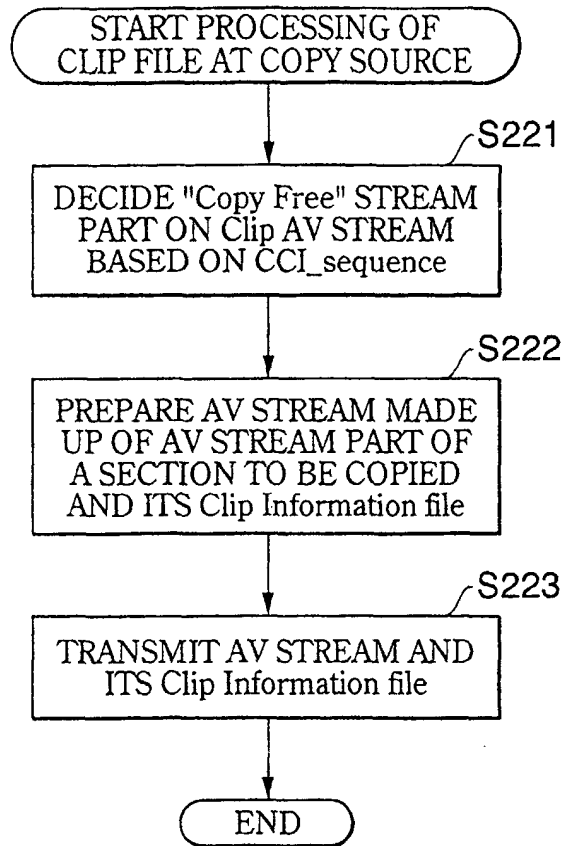 START PROCESSING OF
CLIP FILE AT COPY SOURCE
S221
DECIDE "Copy Free" STREAM
PART ON Clip AV STREAM
BASED ON CCI_sequence
S222
PREPARE AV STREAM MADE
UP OF AV STREAM PART OF
A SECTION TO BE COPIED
AND ITS Clip Information file
S223
TRANSMIT AV STREAM AND
ITS Clip Information file
END